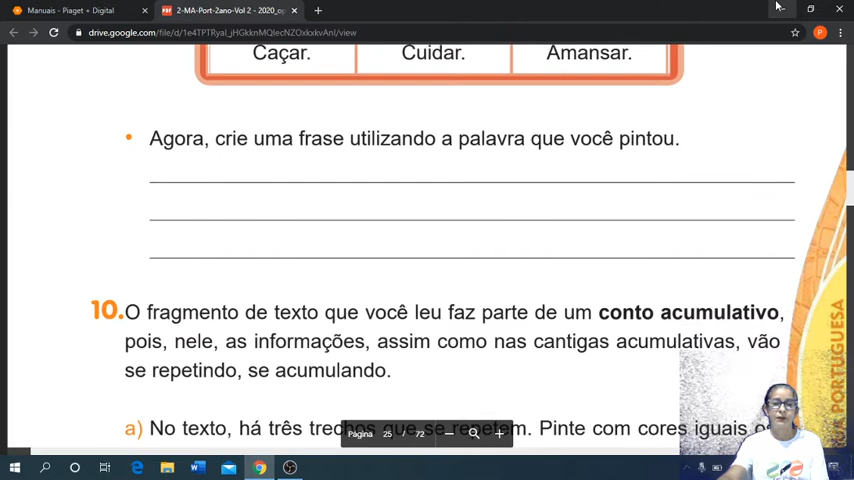 Manuais - Piaget + Digital
2-MA-Port-2ano-Vol 2 - 2020_op
drive.google.com/file/d/1e4TPTRyal_jHGkknMQIecNZOxkxkvAnI/view
Caçar. Cuidar. Amansar.
• Agora, crie uma frase utilizando a palavra que você pintou.
10. O fragmento de texto que você leu faz parte de um conto acumulativo,
pois, nele, as informações, assim como nas cantigas acumulativas, vão
se repetindo, se acumulando.
a) No texto, há três trechos que se repetem. Pinte com cores iguais os
Página 25 / 72
PORTUGUESA